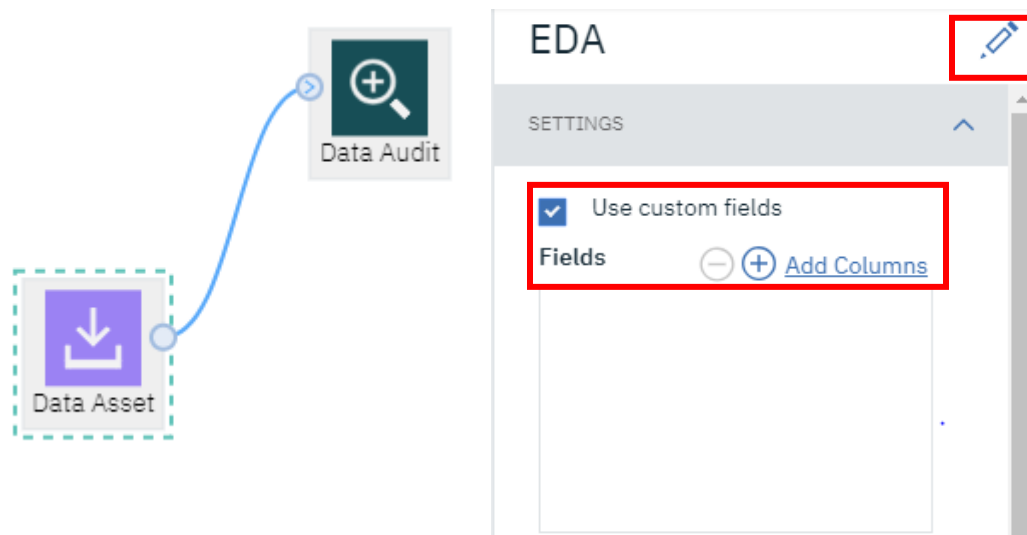 Data Audit
Data Asset
EDA
SETTINGS
Use custom fields
Fields
Add Columns